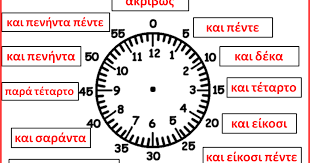 ακριβώς
και πενήντα πέντε
και πέντε
και πενήντα
και δέκα
παρά τέταρτο
και τέταρτο
και σαράντα
και είκοσι
και είκοσι πέντε
0
55
5
50
10
45
15
40
20
35
25
30
12
11
1
10
2
9
3
8
4
7
5
6